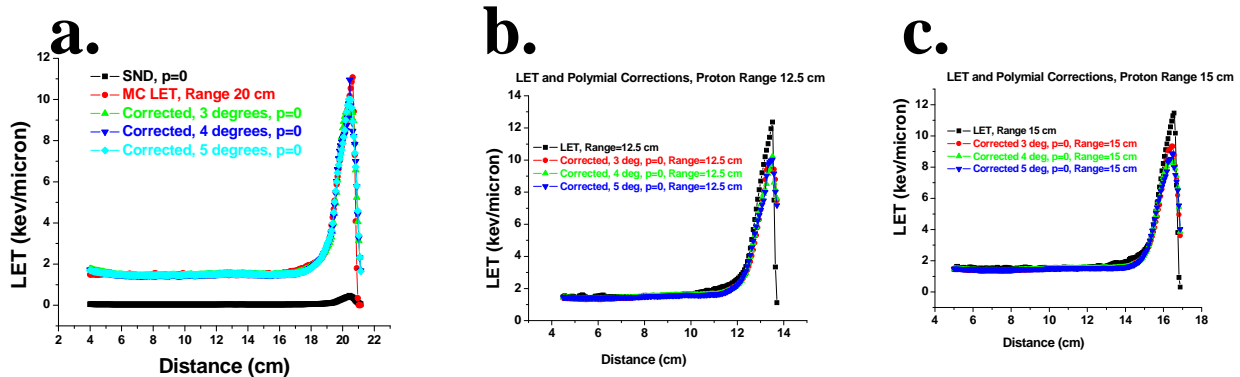 a.
12
10
8
6
4
2
0
LET (kev/micron)
SND, p=0
MC LET, Range 20 cm
Corrected, 3 degrees, p=0
Corrected, 4 degrees, p=0
Corrected, 5 degrees, p=0
2 4 6 8 10 12 14 16 18 20 22
Distance (cm)
b.
LET and Polymial Corrections, Proton Range 12.5 cm
14
12
10
8
6
4
2
0
LET (kev/micron)
LET, Range=12.5 cm
Corrected, 3 deg, p=0, Range=12.5 cm
Corrected, 4 deg, p=0, Range=12.5 cm
Corrected, 5 deg, p=0, Range=12.5 cm
2 4 6 8 10 12 14
Distance (cm)
c.
LET and Polymial Corrections, Proton Range 15 cm
14
12
10
8
6
4
2
0
LET (kev/micron)
LET, Range 15 cm
Corrected 3 deg, p=0, Range=15 cm
Corrected 4 deg, p=0, Range=15 cm
Corrected 5 deg, p=0, Range=15 cm
4 6 8 10 12 14 16 18
Distance (cm)